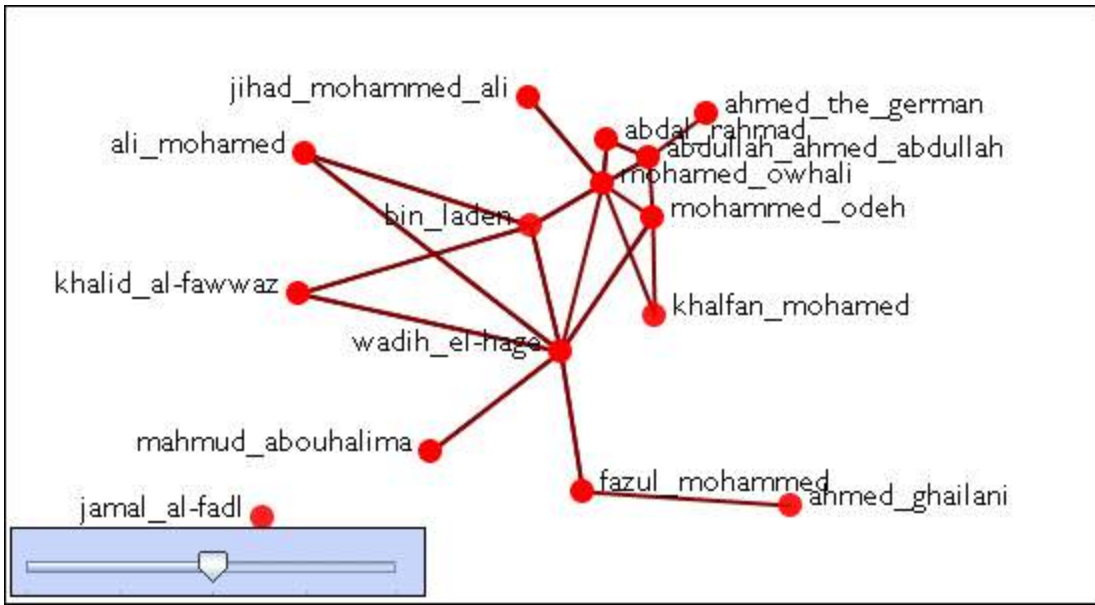 jihad_mohammed_ali
ahmed_the_german
abdal_rahmad
ali_mohamed
abdullah_ahmed_abdullah
mohamed_owhali
mohammed_odeh
bin_laden
khalid_al-fawwaz
khalfan_mohamed
wadih_el-hage
mahmud_abouhalima
fazul_mohammed
ahmed_ghailani
jamal_al-fadl